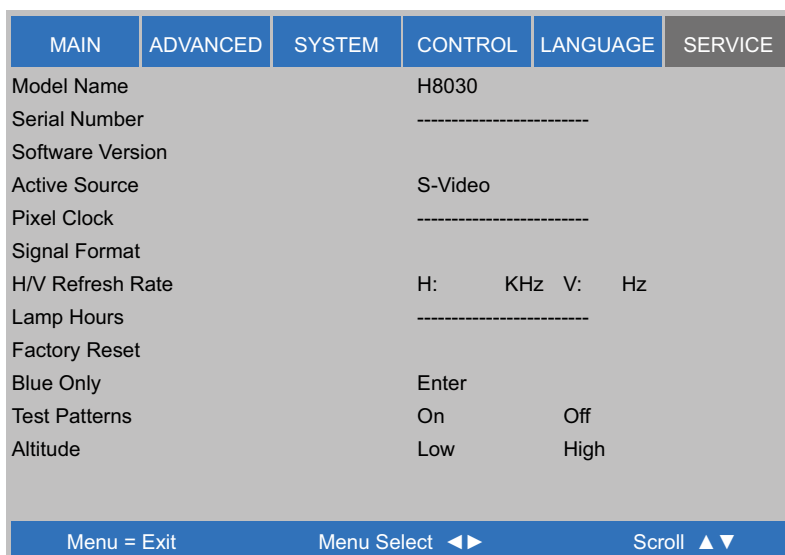 MAIN ADVANCED SYSTEM CONTROL LANGUAGE SERVICE
Model Name H8030
Serial Number -------------------------
Software Version
Active Source S-Video
Pixel Clock -------------------------
Signal Format
H/V Refresh Rate H: KHz V: Hz
Lamp Hours -------------------------
Factory Reset
Blue Only Enter
Test Patterns On Off
Altitude Low High
Menu = Exit Menu Select ◄► Scroll ▲▼